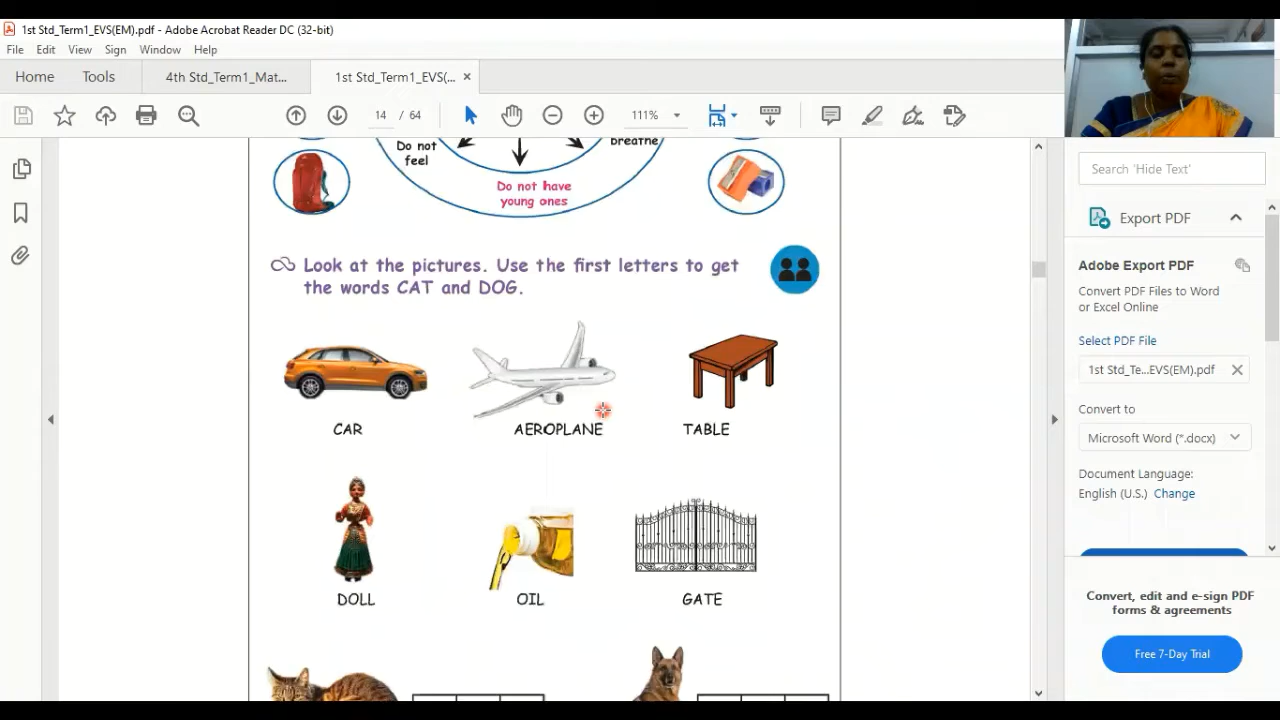 1st Std_Term1_EVS(EM).pdf - Adobe Acrobat Reader DC (32-bit)
File Edit View Sign Window Help
Home Tools 4th Std_Term1_Mat... 1st Std_Term1_EVS(... ×
14 / 64 111%
Do not
feel
breathe
Do not have
young ones
Look at the pictures. Use the first letters to get
the words CAT and DOG.
CAR AEROPLANE TABLE
DOLL OIL GATE
Search 'Hide Text'
Export PDF
Adobe Export PDF
Convert PDF Files to Word
or Excel Online
Select PDF File
1st Std_Te...EVS(EM).pdf
Convert to
Microsoft Word (*.docx)
Document Language:
English (U.S.) Change
Convert, edit and e-sign PDF
forms & agreements
Free 7-Day Trial